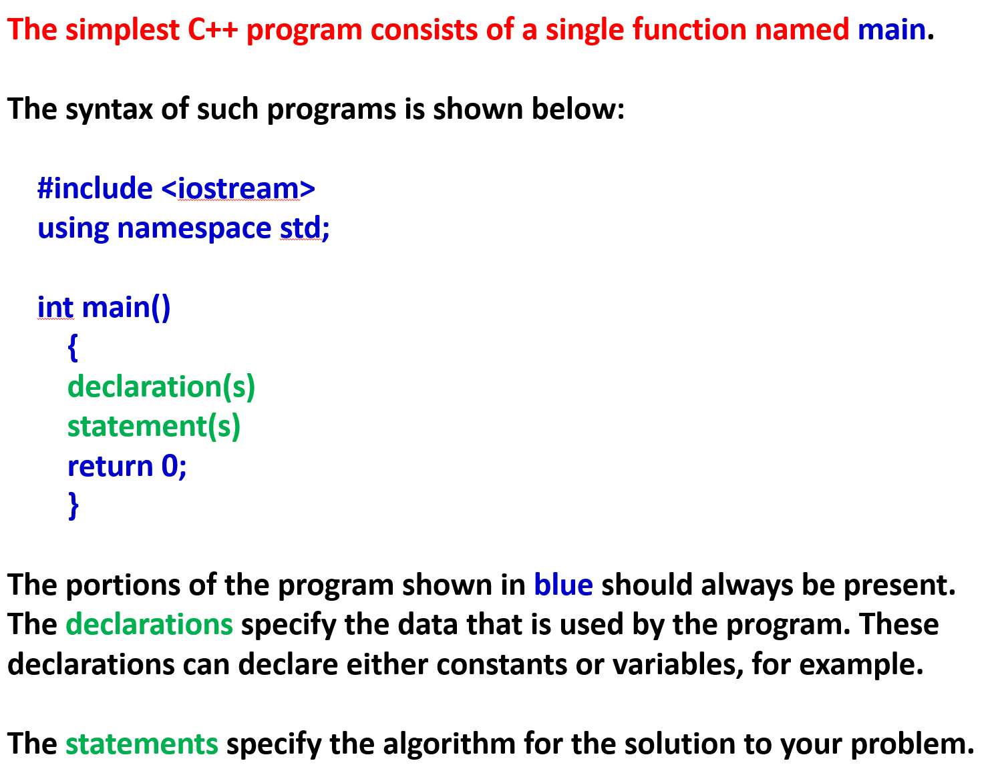 The simplest C++ program consists of a single function named main.
The syntax of such programs is shown below:
#include <iostream>
using namespace std;
int main()
{
declaration(s)
statement(s)
return 0;
}
The portions of the program shown in blue should always be present.
The declarations specify the data that is used by the program. These
declarations can declare either constants or variables, for example.
The statements specify the algorithm for the solution to your problem.